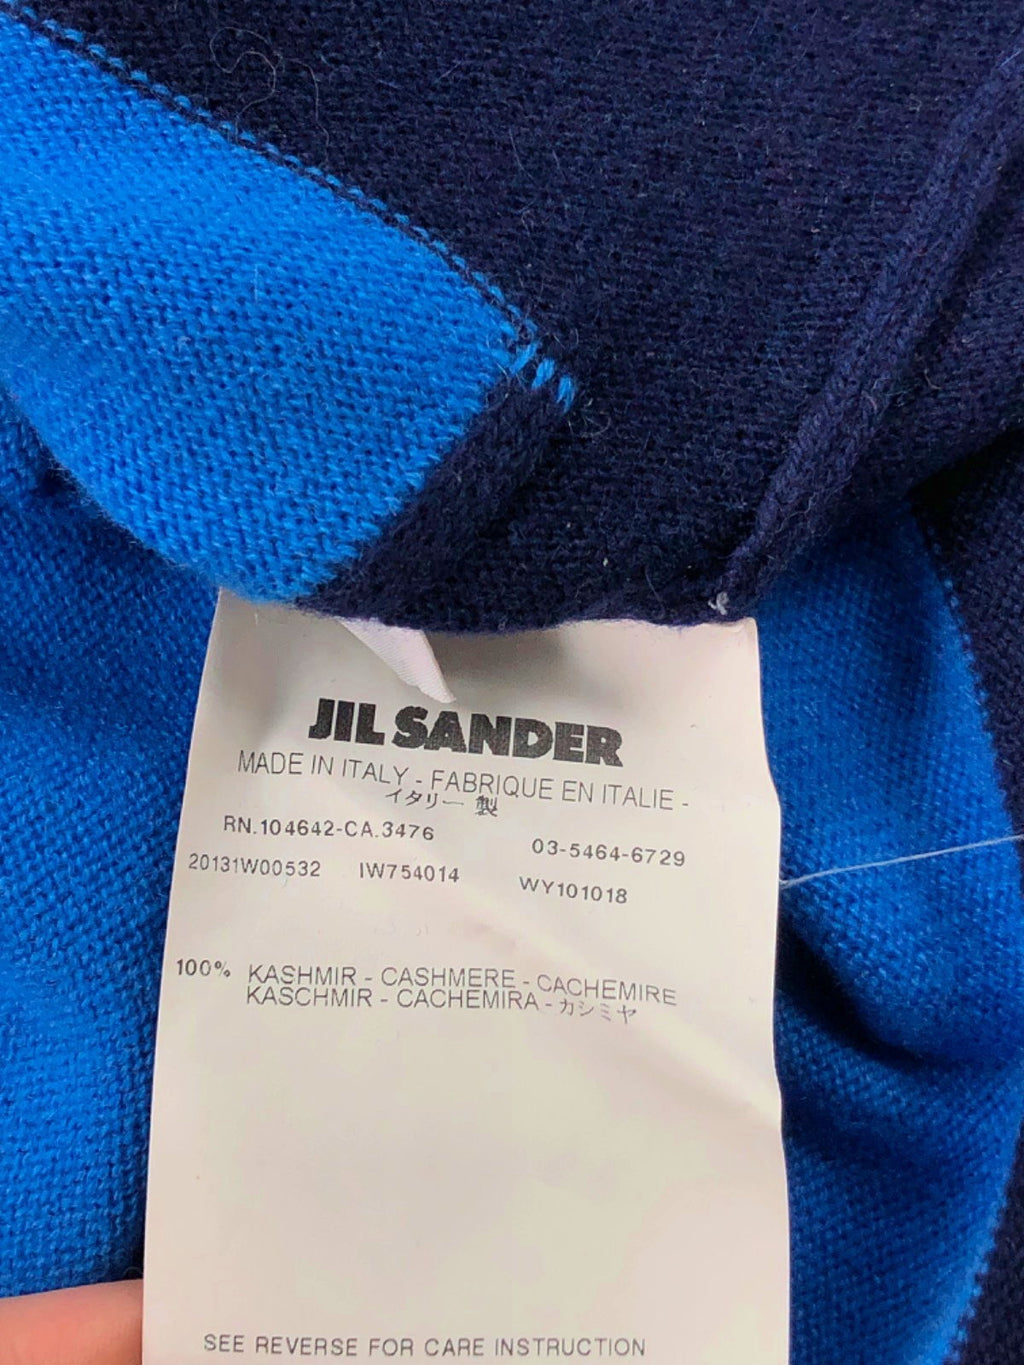 JIL SANDER
MADE IN ITALY - FABRIQUE EN ITALIE -
イタリー 製
RN.104642-CA.3476 03-5464-6729
20131W00532 IW754014 WY101018
100% KASHMIR - CASHMERE - CACHEMIRE
KASCHMIR - CACHEMIRA - カシミヤ
SEE REVERSE FOR CARE INSTRUCTION